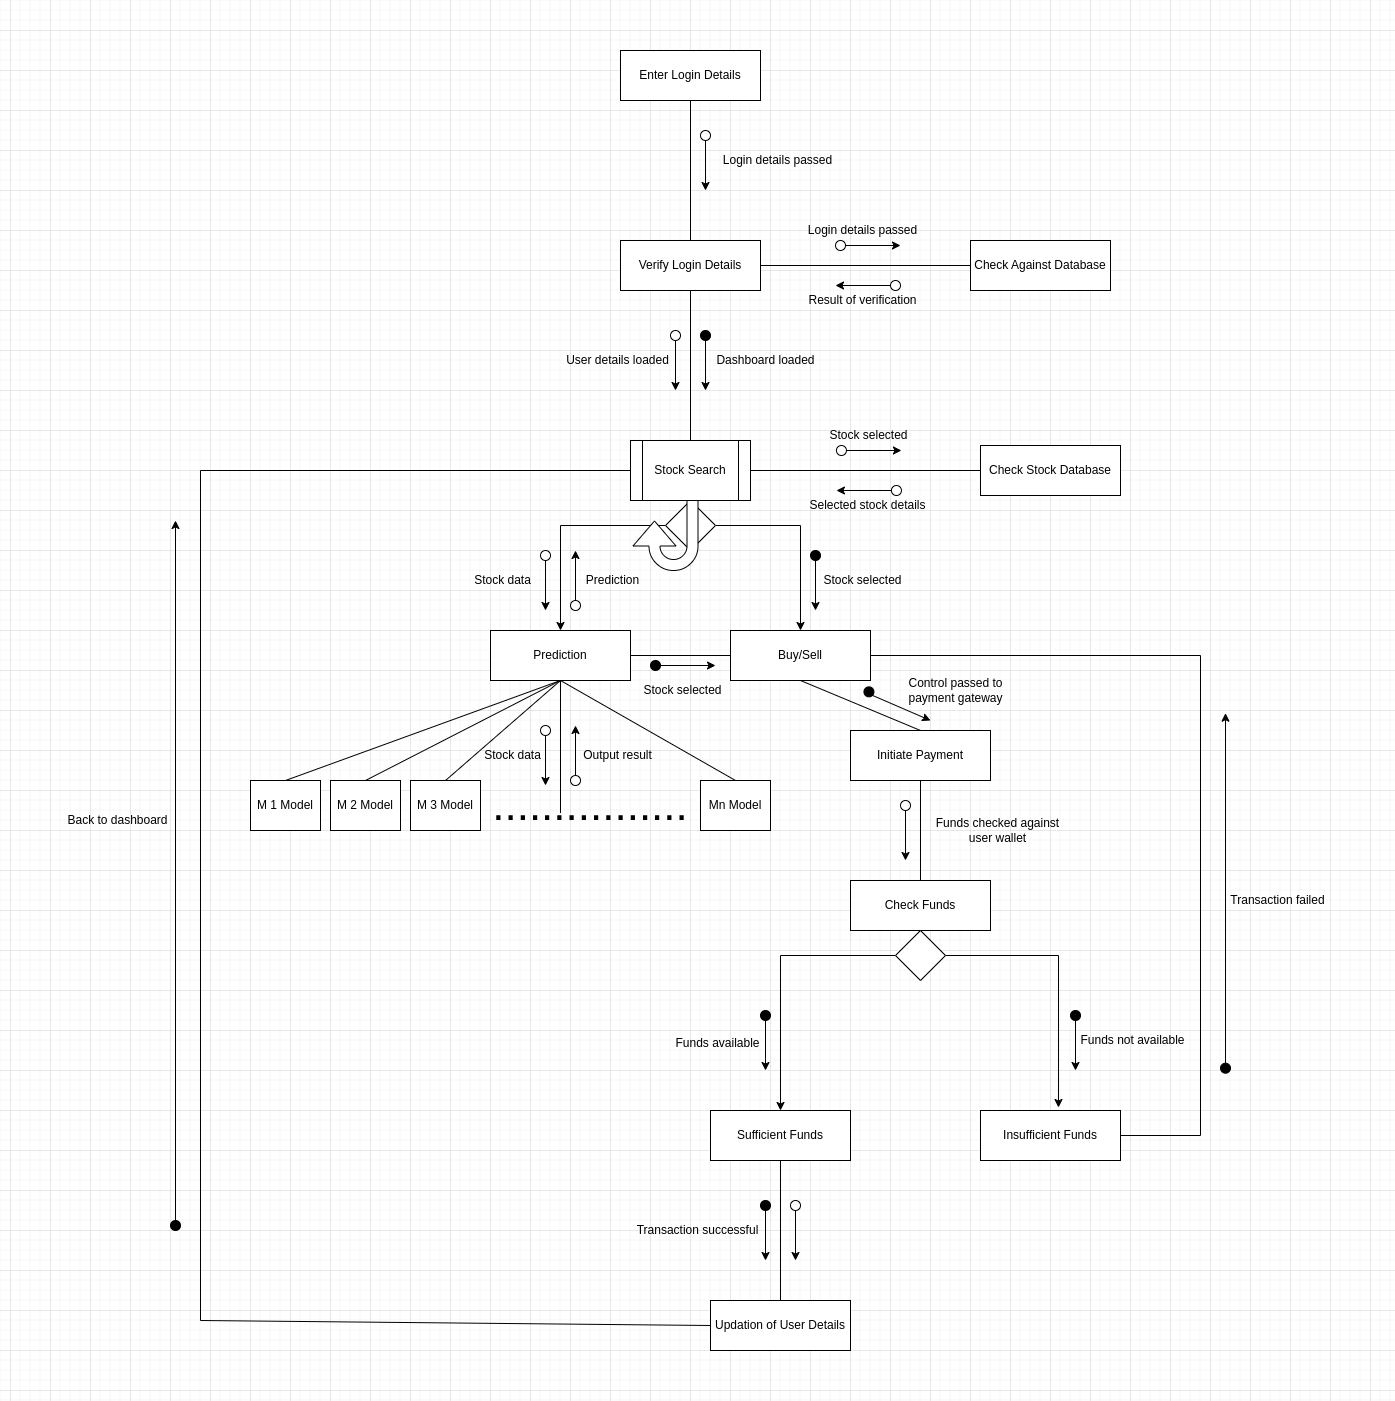 Enter Login Details
Login details passed
Login details passed
Verify Login Details
Check Against Database
Result of verification
User details loaded
Dashboard loaded
Stock selected
Stock Search
Check Stock Database
Selected stock details
Stock data
Prediction
Stock selected
Prediction
Buy/Sell
Stock selected
Control passed to
payment gateway
Stock data
Output result
Initiate Payment
M 1 Model
M 2 Model
M 3 Model
Mn Model
Back to dashboard
Funds checked against
user wallet
Check Funds
Transaction failed
Funds available
Funds not available
Sufficient Funds
Insufficient Funds
Transaction successful
Updation of User Details